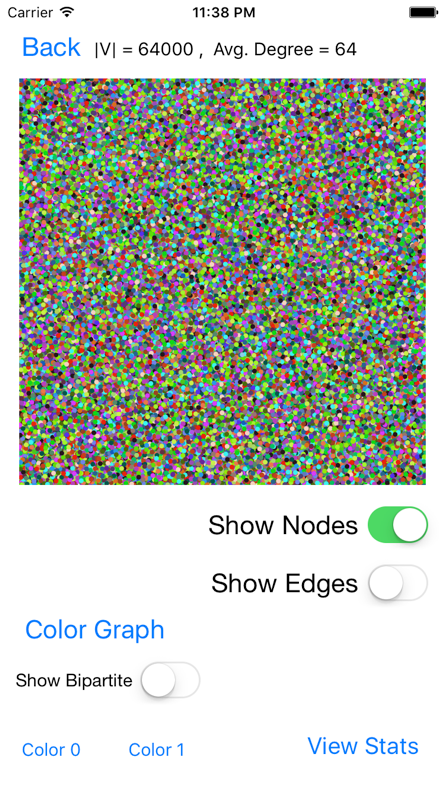 Carrier 11:38 PM
Back |V| = 64000 , Avg. Degree = 64
Show Nodes
Show Edges
Color Graph
Show Bipartite
Color 0 Color 1 View Stats